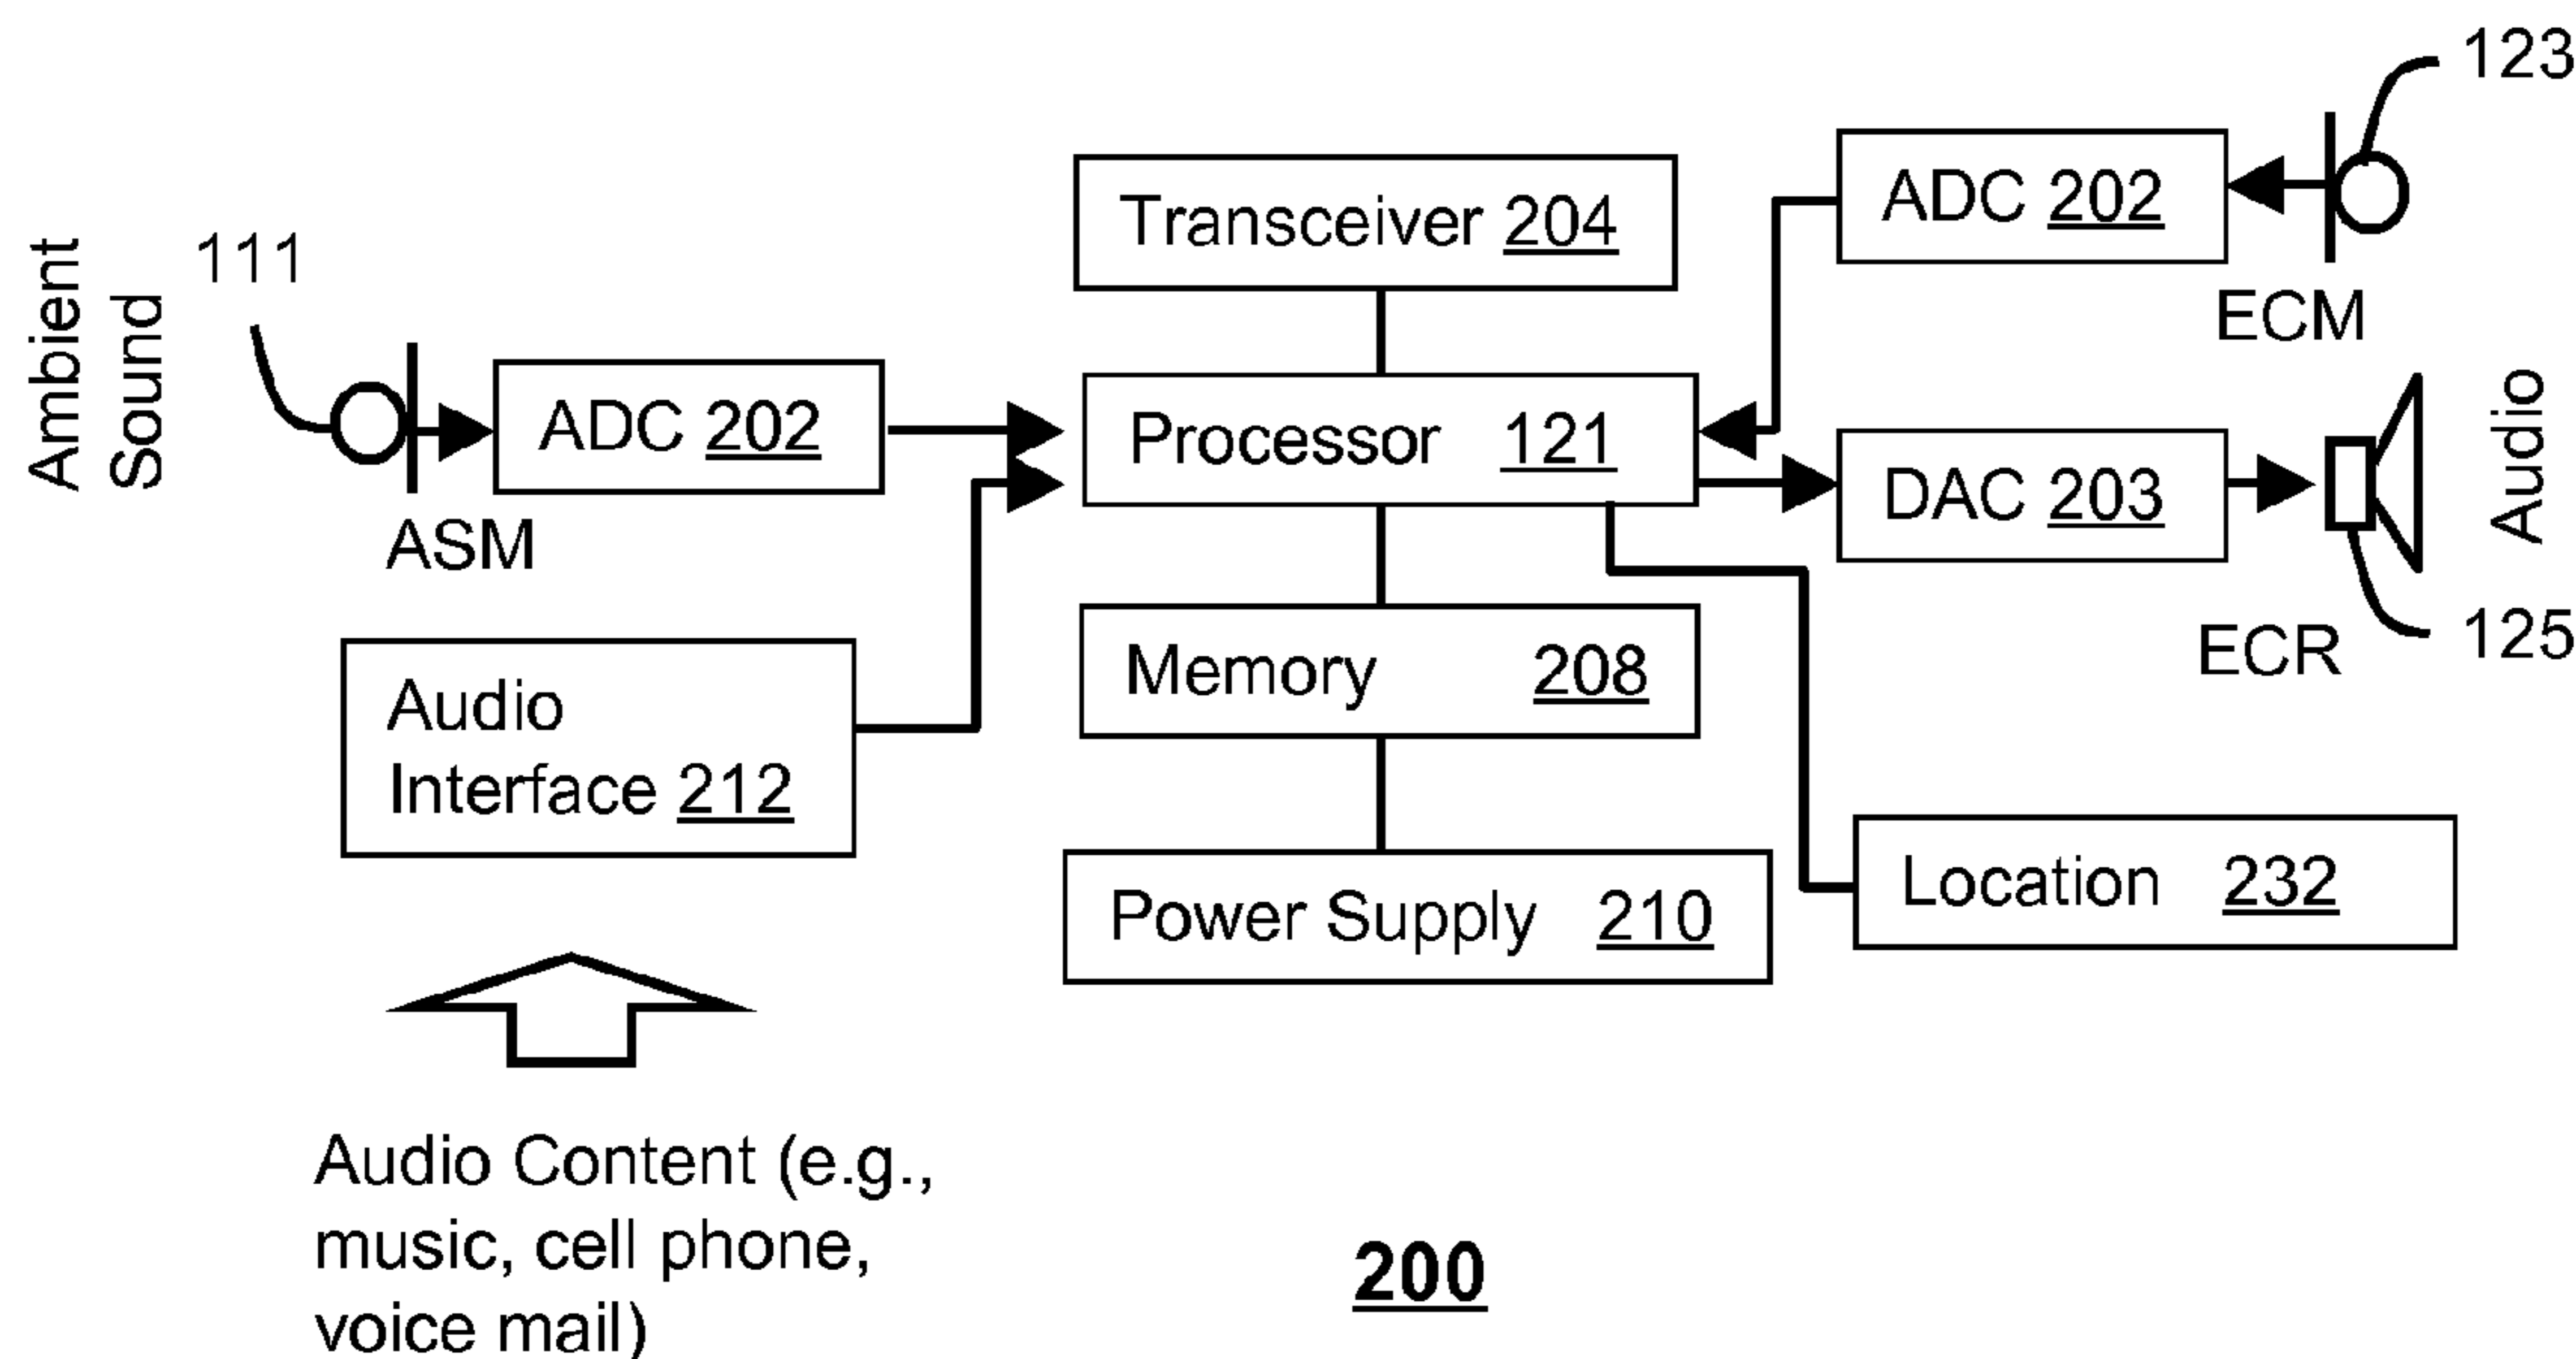 123
Transceiver 204
ADC 202
111
Ambient
Sound
ECM
ADC 202
Processor 121
DAC 203
Audio
ASM
ECR
125
Memory 208
Audio
Interface 212
Location 232
Power Supply 210
Audio Content (e.g.,
music, cell phone,
voice mail)
200